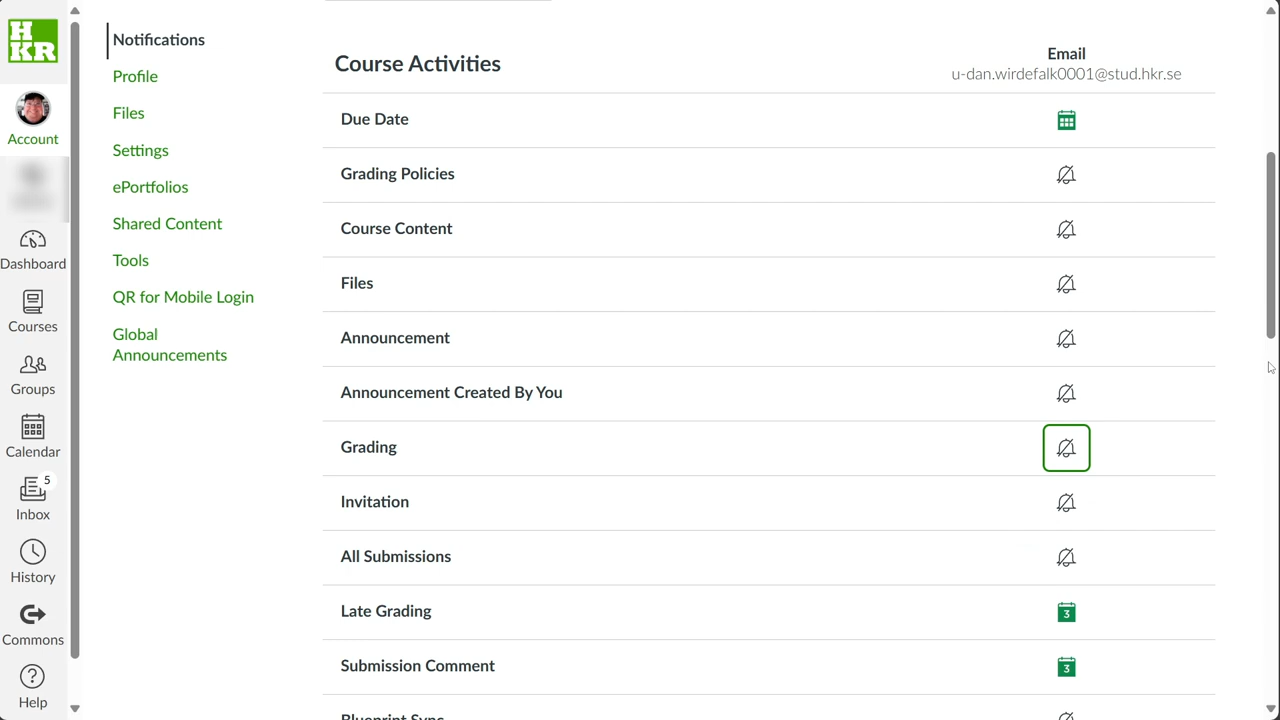 HKR
Account
Dashboard
Courses
Groups
Calendar
5
Inbox
History
Commons
Help
Notifications
Profile
Files
Settings
ePortfolios
Shared Content
Tools
QR for Mobile Login
Global
Announcements
Course Activities
Email
u-dan.wirdefalk0001@stud.hkr.se
Due Date
Grading Policies
Course Content
Files
Announcement
Announcement Created By You
Grading
Invitation
All Submissions
Late Grading
3
Submission Comment
3
Blueprint Sync